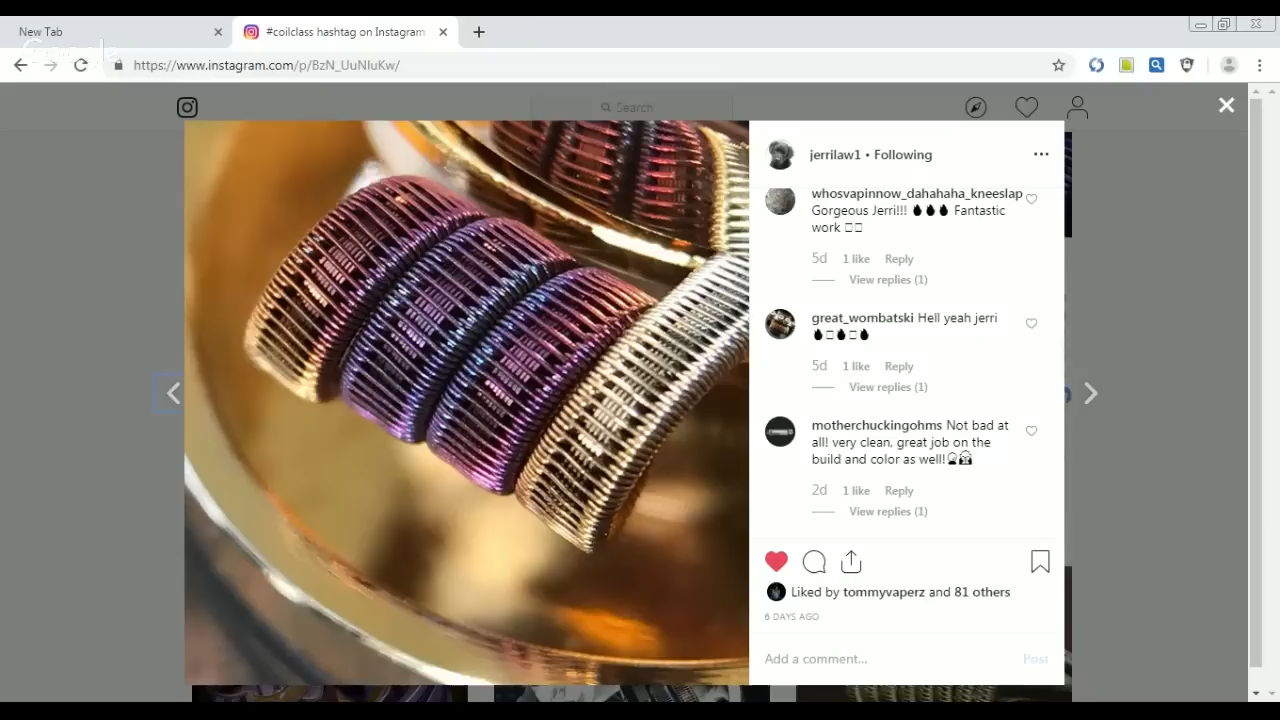 New Tab
#coilclass hashtag on Instagram
Google
https://www.instagram.com/p/BzN_UuNIuKw/
Search
jerrilaw1 • Following
whosvapinnow_dahahaha_kneeslap
Gorgeous Jerri!!! Fantastic
work
5d 1 like Reply
View replies (1)
great_wombatski Hell yeah jerri
5d 1 like Reply
View replies (1)
motherchuckingohms Not bad at
all! very clean, great job on the
build and color as well!
2d 1 like Reply
View replies (1)
Liked by tommyvaperz and 81 others
6 DAYS AGO
Add a comment...
Post